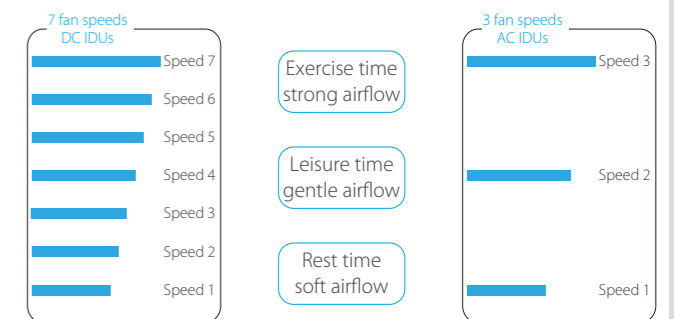 7 fan speeds
DC IDUs
Speed 7
Speed 6
Speed 5
Speed 4
Speed 3
Speed 2
Speed 1
Exercise time
strong airflow
Leisure time
gentle airflow
Rest time
soft airflow
3 fan speeds
AC IDUs
Speed 3
Speed 2
Speed 1